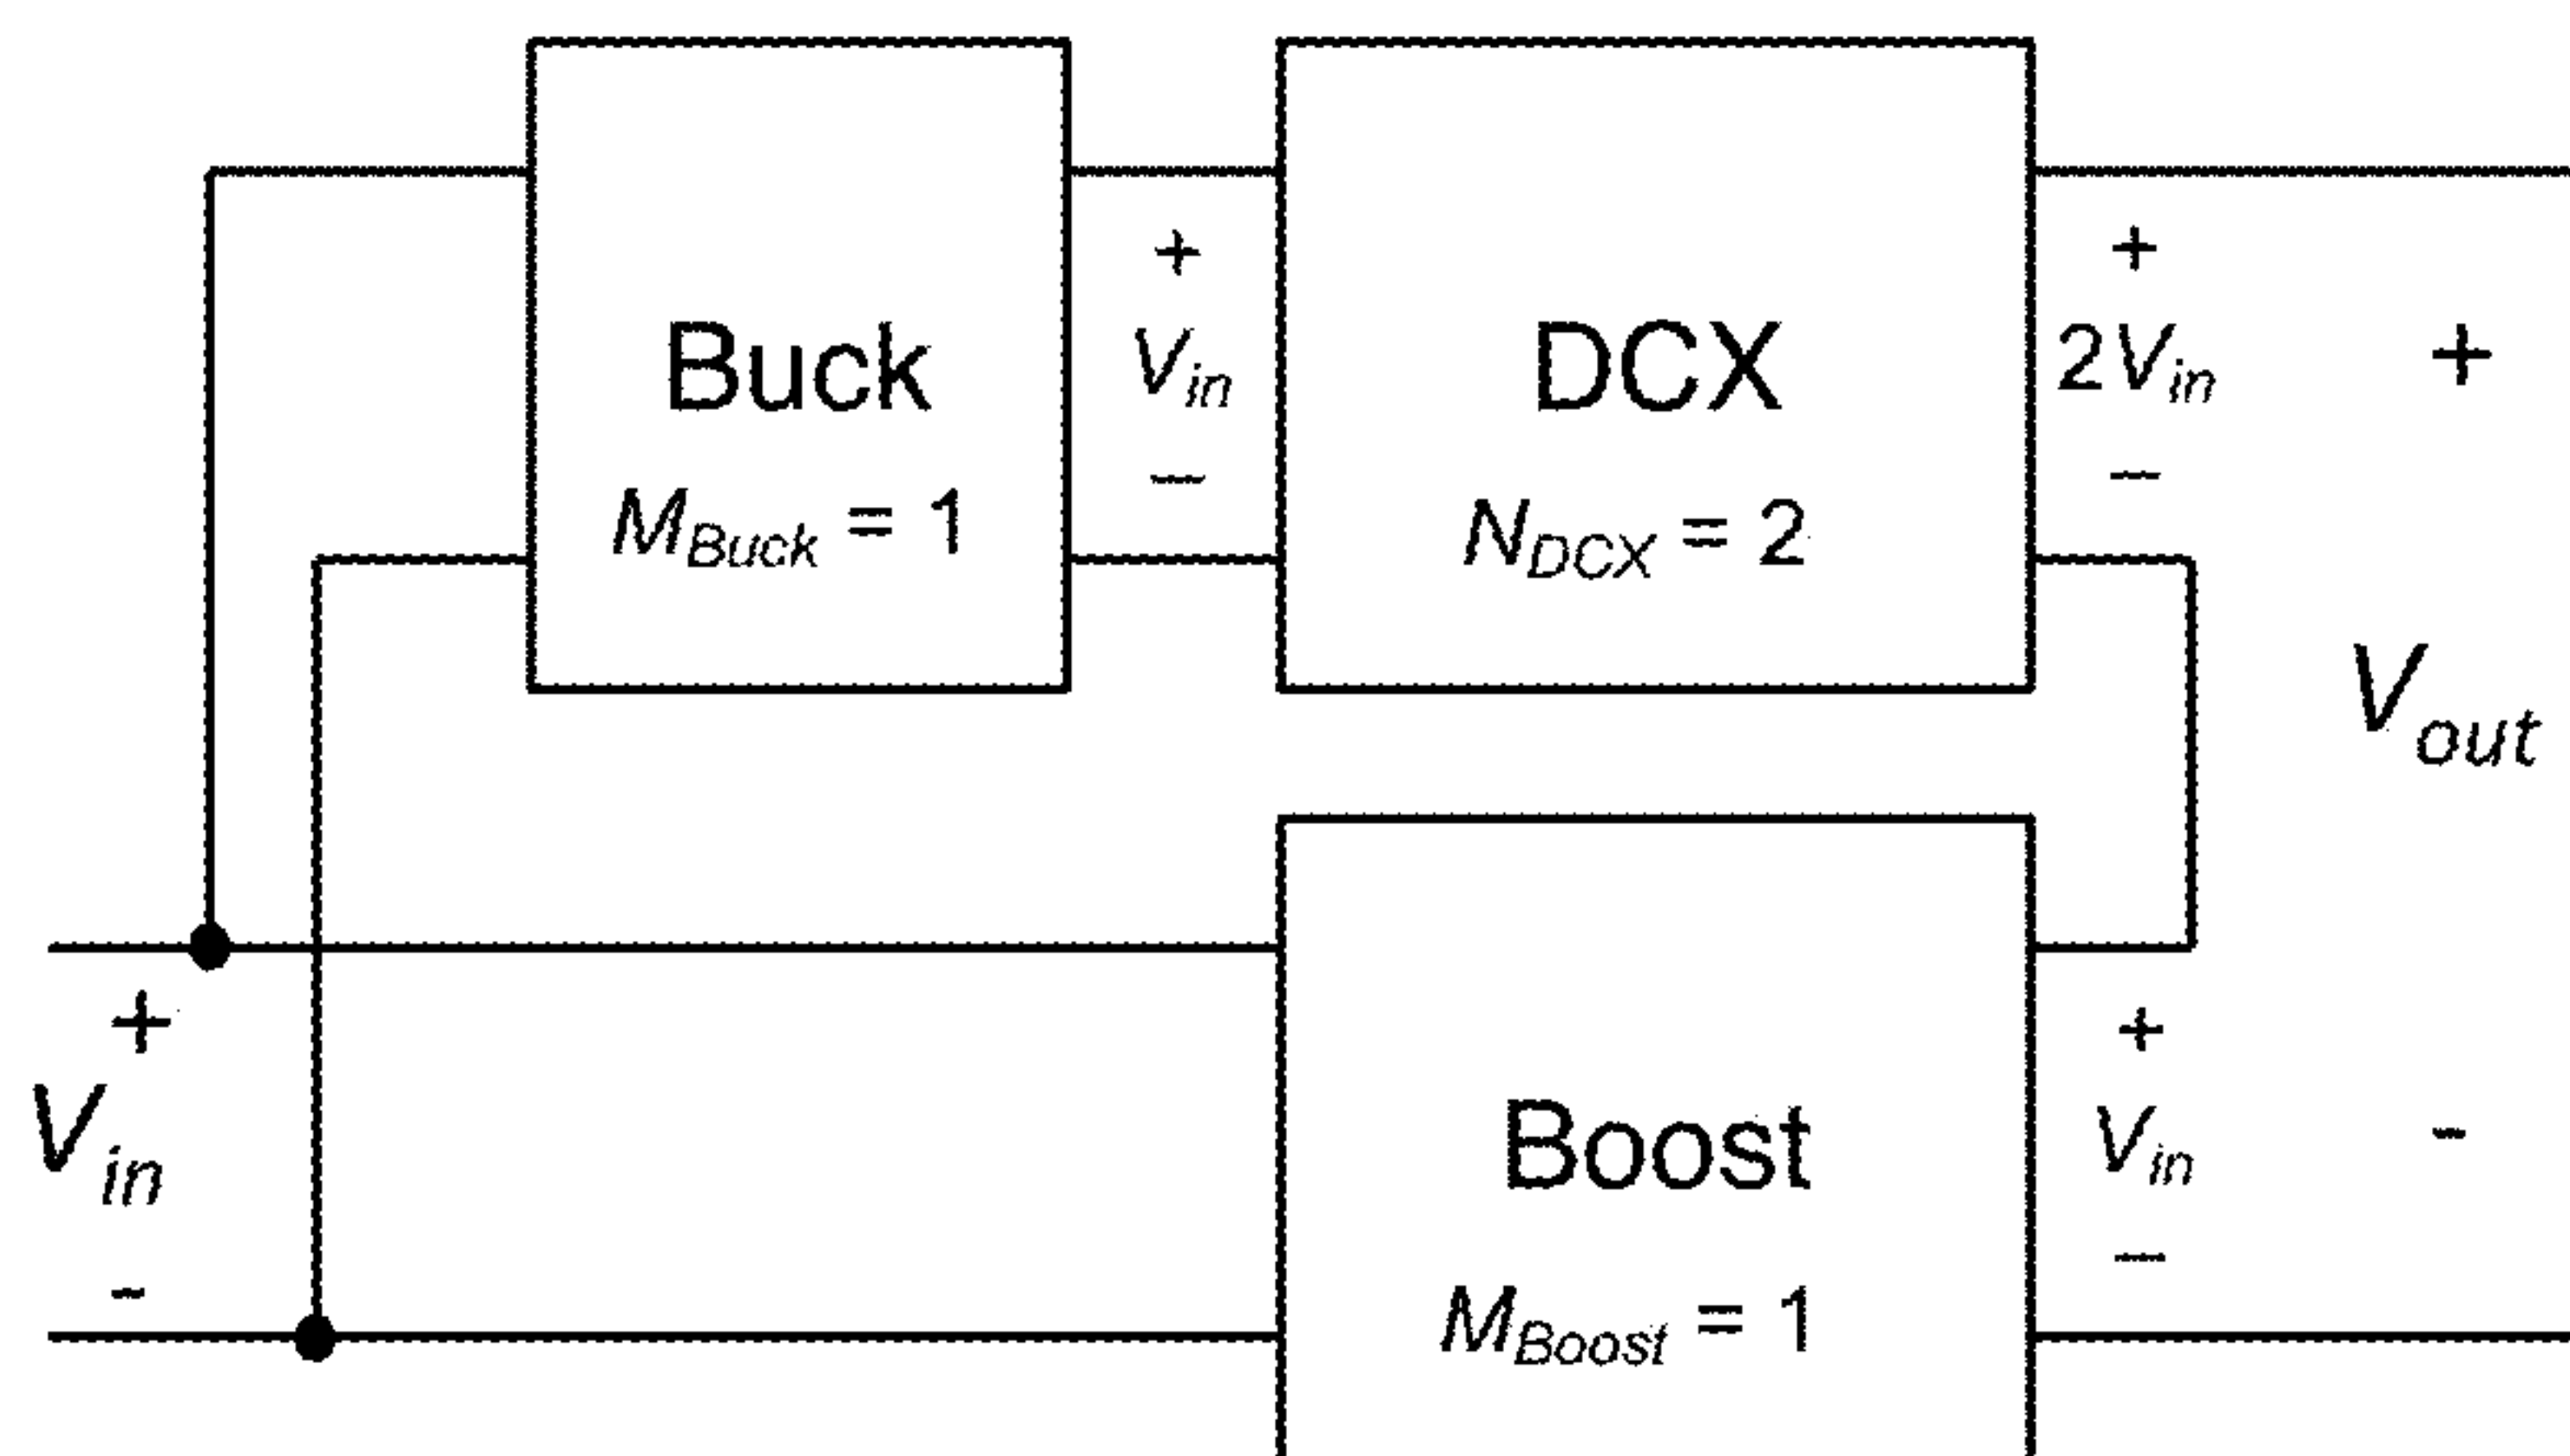 Buck
M_Buck = 1
+
V_in
–
DCX
N_DCX = 2
+
2V_in
–
+
V_out
-
+
V_in
-
Boost
M_Boost = 1
+
V_in
–